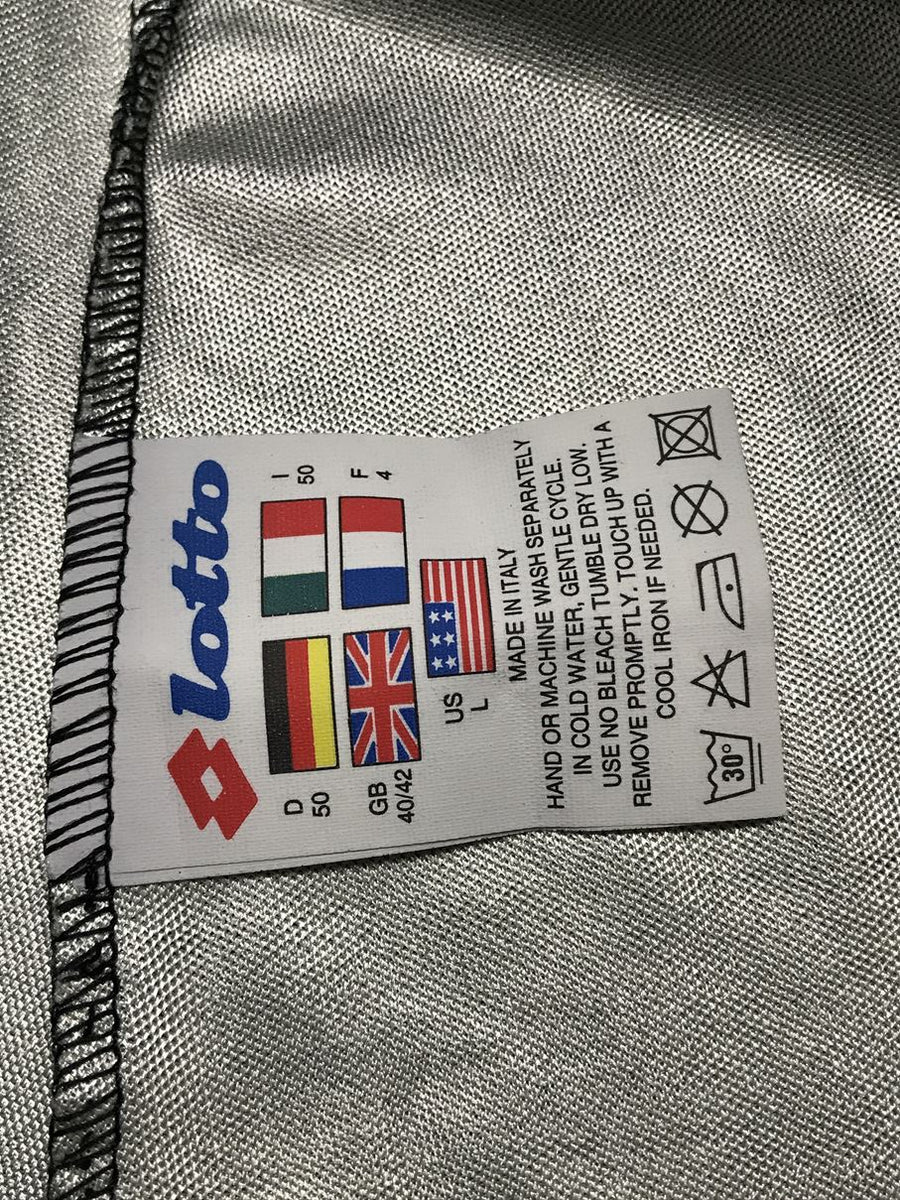 lotto
D
50
I
50
GB
40/42
F
4
US
L
MADE IN ITALY
HAND OR MACHINE WASH SEPARATELY
IN COLD WATER, GENTLE CYCLE.
USE NO BLEACH TUMBLE DRY LOW.
REMOVE PROMPTLY. TOUCH UP WITH A
COOL IRON IF NEEDED.
30°